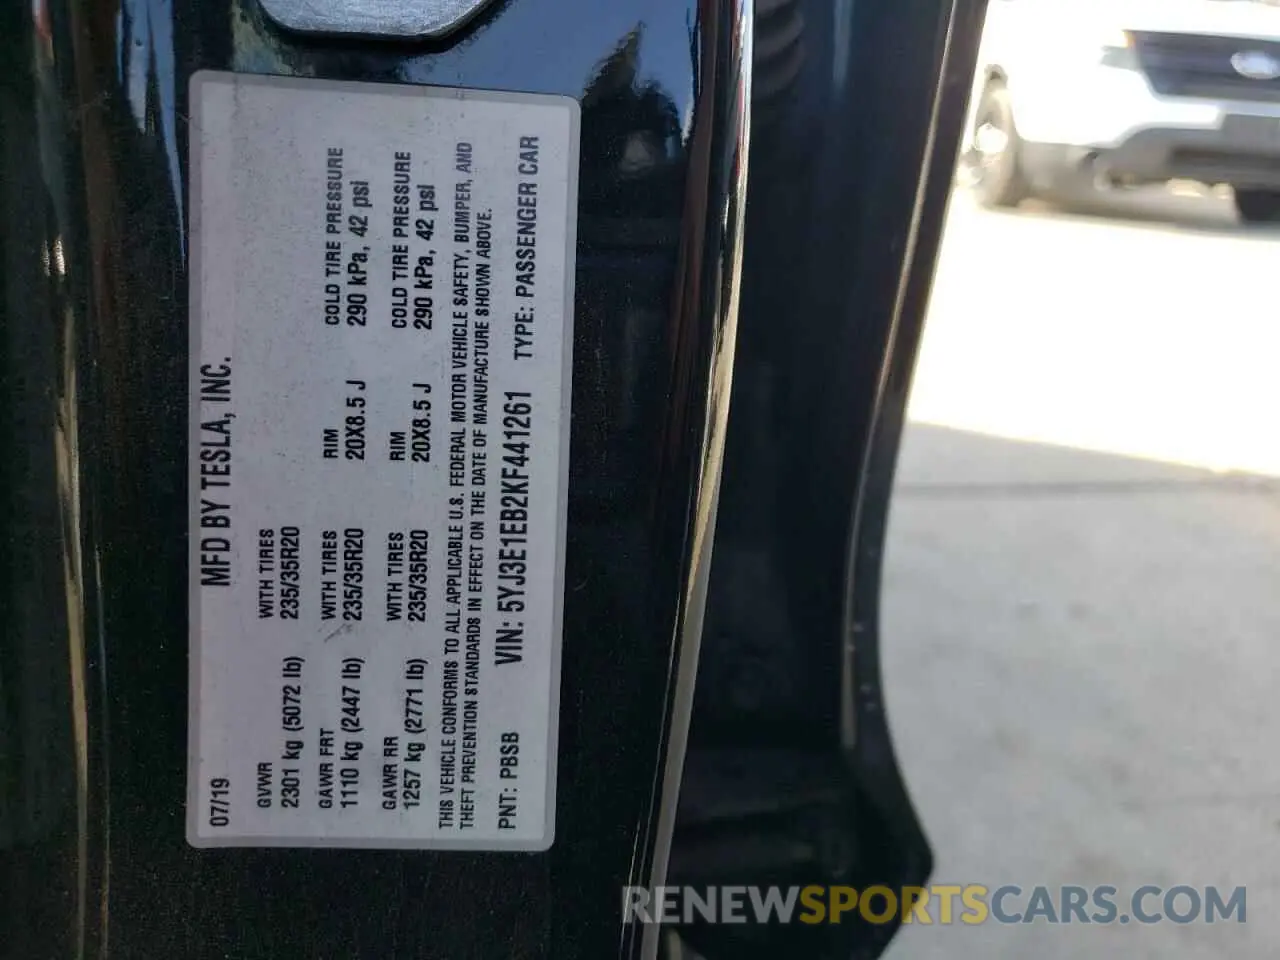 07/19 MFD BY TESLA, INC.
GVWR WITH TIRES
2301 kg (5072 lb) 235/35R20
GAWR FRT WITH TIRES RIM COLD TIRE PRESSURE
1110 kg (2447 lb) 235/35R20 20X8.5 J 290 kPa, 42 psi
GAWR RR WITH TIRES RIM COLD TIRE PRESSURE
1257 kg (2771 lb) 235/35R20 20X8.5 J 290 kPa, 42 psi
THIS VEHICLE CONFORMS TO ALL APPLICABLE U.S. FEDERAL MOTOR VEHICLE SAFETY, BUMPER, AND
THEFT PREVENTION STANDARDS IN EFFECT ON THE DATE OF MANUFACTURE SHOWN ABOVE.
PNT: PBSB VIN: 5YJ3E1EB2KF441261 TYPE: PASSENGER CAR
RENEWSPORTSCARS.COM